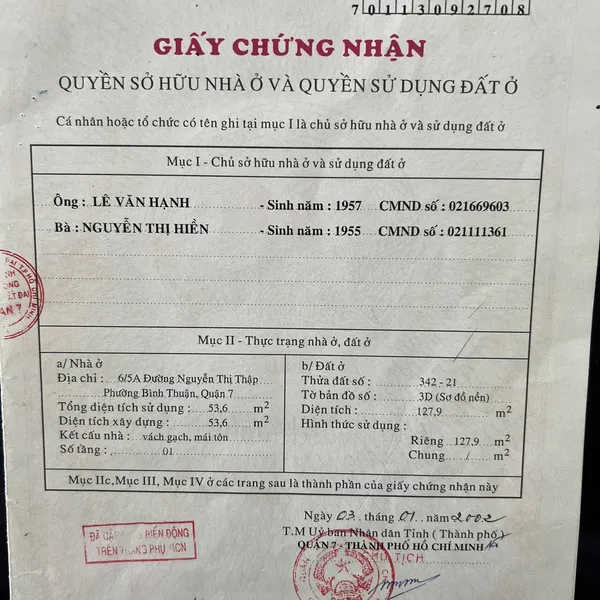 70113092708
GIẤY CHỨNG NHẬN
QUYỀN SỞ HỮU NHÀ Ở VÀ QUYỀN SỬ DỤNG ĐẤT Ở
Cá nhân hoặc tổ chức có tên ghi tại mục I là chủ sở hữu nhà ở và sử dụng đất ở
Mục I - Chủ sở hữu nhà ở và sử dụng đất ở
Ông : LÊ VĂN HẠNH - Sinh năm : 1957 CMND số : 021669603
Bà : NGUYỄN THỊ HIỀN - Sinh năm : 1955 CMND số : 021111361
Mục II - Thực trạng nhà ở, đất ở
a/ Nhà ở
Địa chỉ : 6/5A Đường Nguyễn Thị Thập
Phường Bình Thuận, Quận 7
Tổng diện tích sử dụng : 53,6 m2
Diện tích xây dựng : 53,6 m2
Kết cấu nhà : vách gạch, mái tôn
Số tầng : 01
b/ Đất ở
Thửa đất số : 342 - 21
Tờ bản đồ số : 3D (Sơ đồ nền)
Diện tích : 127,9 m2
Hình thức sử dụng :
Riêng : 127,9 m2
Chung : / m2
Mục IIc, Mục III, Mục IV ở các trang sau là thành phần của giấy chứng nhận này
Ngày 03 tháng 01 năm 2002
T.M Uỷ ban Nhân dân Tỉnh ( Thành phố )
QUẬN 7 - THÀNH PHỐ HỒ CHÍ MINH
CHỦ TỊCH
ĐÃ CẬP NHẬT BIẾN ĐỘNG
TRÊN TRANG PHỤ GCN